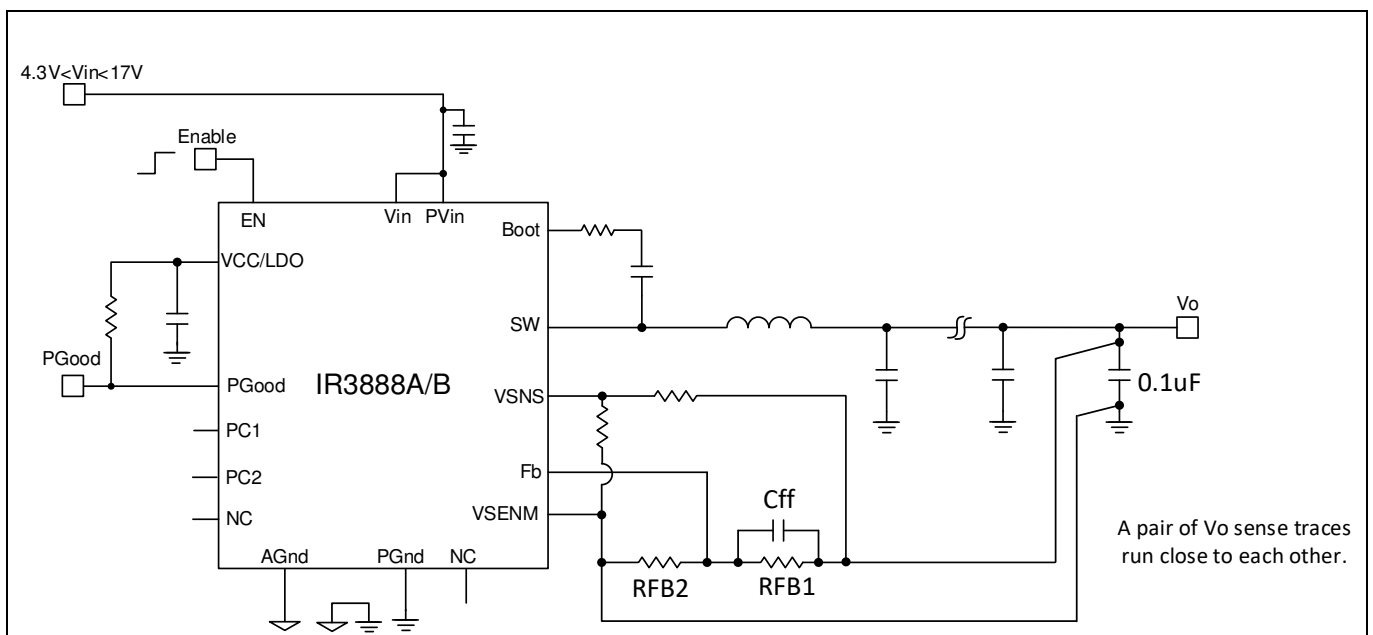 4.3V<Vin<17V
Enable
EN
Vin PVin
Boot
VCC/LDO
SW
Vo
PGood
PGood
IR3888A/B
VSNS
0.1uF
PC1
PC2
Fb
Cff
NC
VSENM
A pair of Vo sense traces
run close to each other.
AGnd
PGnd
NC
RFB2
RFB1